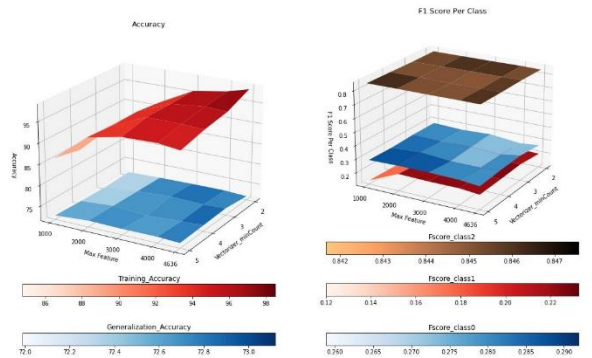 Accuracy
95
90
85
80
75
Accuracy
1000
2000
3000
4000
4636
Max Feature
5
4
3
2
Vectorizer_minCount
Training_Accuracy
86 88 90 92 94 96 98
Generalization_Accuracy
72.0 72.2 72.4 72.6 72.8 73.0
F1 Score Per Class
0.8
0.7
0.6
0.5
0.4
0.3
0.2
F1 Score Per Class
1000
2000
3000
4000
4636
Max Feature
5
4
3
2
Vectorizer_minCount
Fscore_class2
0.842 0.843 0.844 0.845 0.846 0.847
Fscore_class1
0.12 0.14 0.16 0.18 0.20 0.22
Fscore_class0
0.260 0.265 0.270 0.275 0.280 0.285 0.290